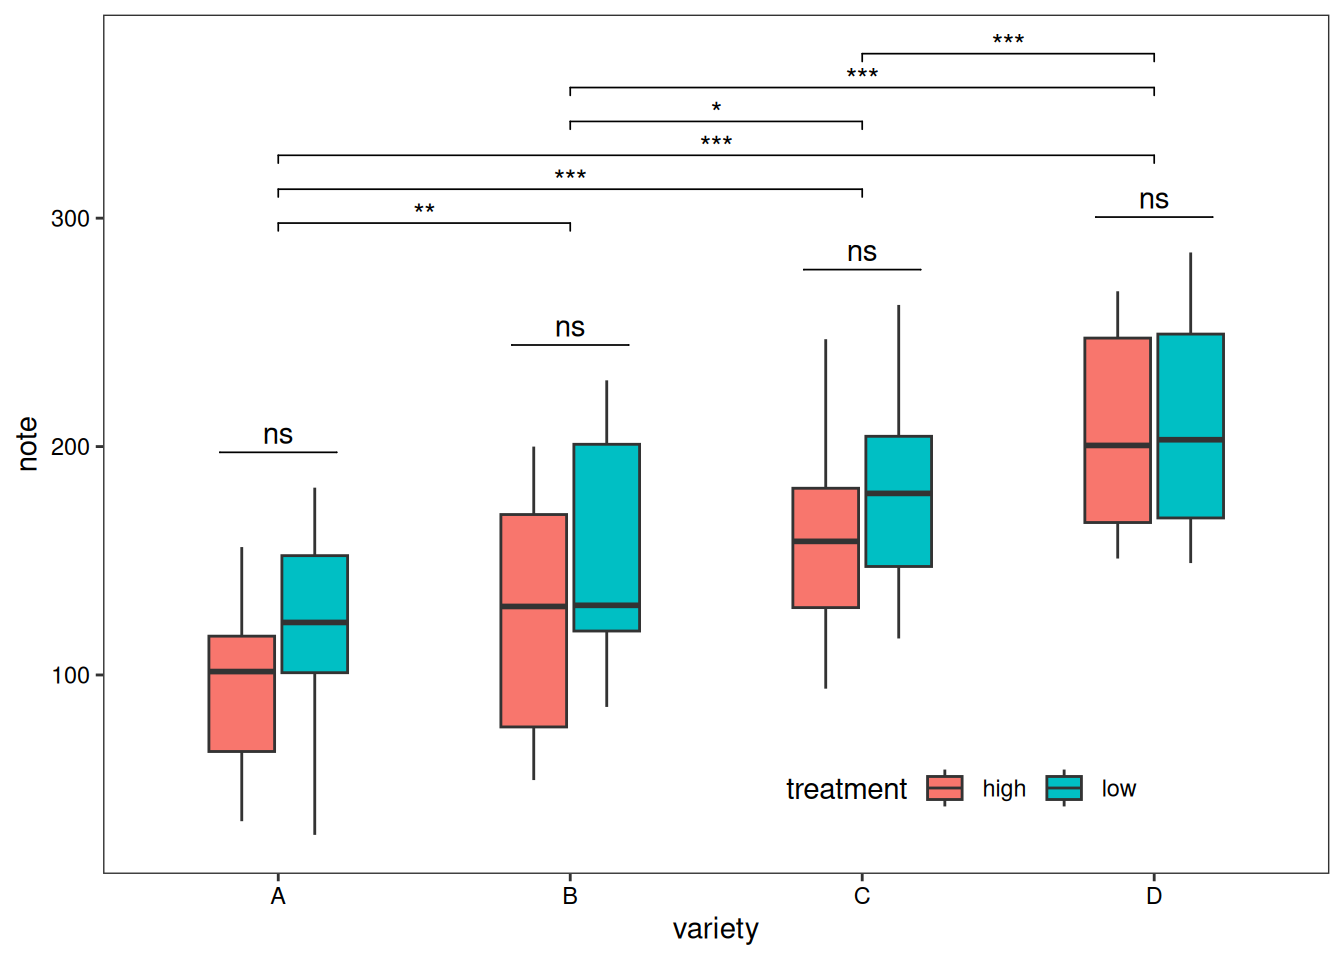 ***
***
*
***
***
**
ns
ns
ns
ns
300
200
100
note
treatment high low
A B C D
variety